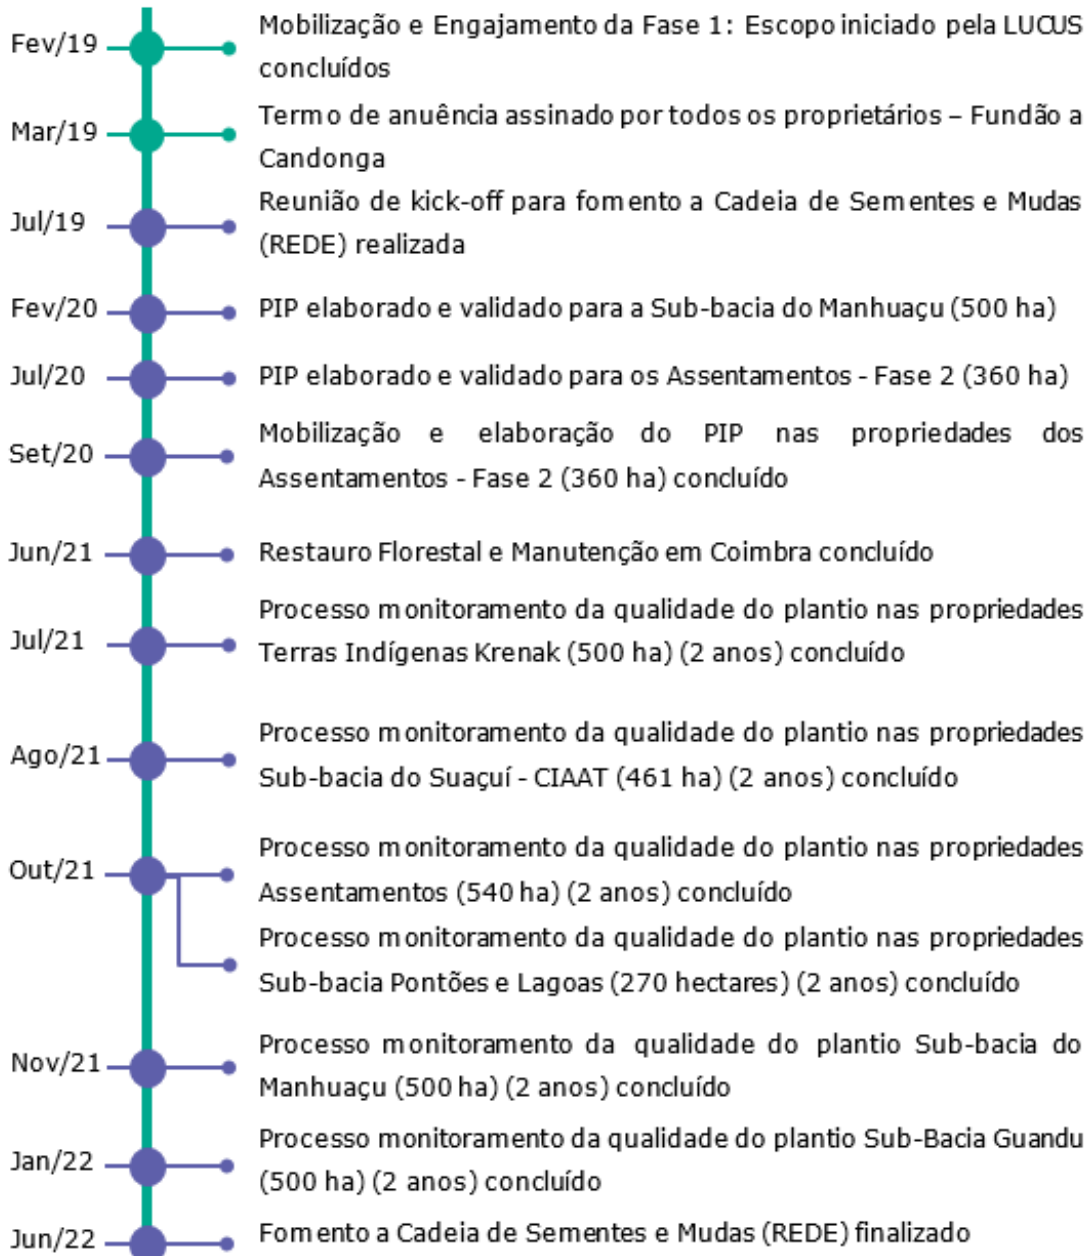 Fev/19
Mobilização e Engajamento da Fase 1: Escopo iniciado pela LUCUS
concluídos
Mar/19
Termo de anuência assinado por todos os proprietários – Fundão a
Candonga
Jul/19
Reunião de kick-off para fomento a Cadeia de Sementes e Mudas
(REDE) realizada
Fev/20
PIP elaborado e validado para a Sub-bacia do Manhuaçu (500 ha)
Jul/20
PIP elaborado e validado para os Assentamentos - Fase 2 (360 ha)
Set/20
Mobilização e elaboração do PIP nas propriedades dos
Assentamentos - Fase 2 (360 ha) concluído
Jun/21
Restauro Florestal e Manutenção em Coimbra concluído
Jul/21
Processo monitoramento da qualidade do plantio nas propriedades
Terras Indígenas Krenak (500 ha) (2 anos) concluído
Ago/21
Processo monitoramento da qualidade do plantio nas propriedades
Sub-bacia do Suaçuí - CIAAT (461 ha) (2 anos) concluído
Out/21
Processo monitoramento da qualidade do plantio nas propriedades
Assentamentos (540 ha) (2 anos) concluído
Processo monitoramento da qualidade do plantio nas propriedades
Sub-bacia Pontões e Lagoas (270 hectares) (2 anos) concluído
Nov/21
Processo monitoramento da qualidade do plantio Sub-bacia do
Manhuaçu (500 ha) (2 anos) concluído
Jan/22
Processo monitoramento da qualidade do plantio Sub-Bacia Guandu
(500 ha) (2 anos) concluído
Jun/22
Fomento a Cadeia de Sementes e Mudas (REDE) finalizado